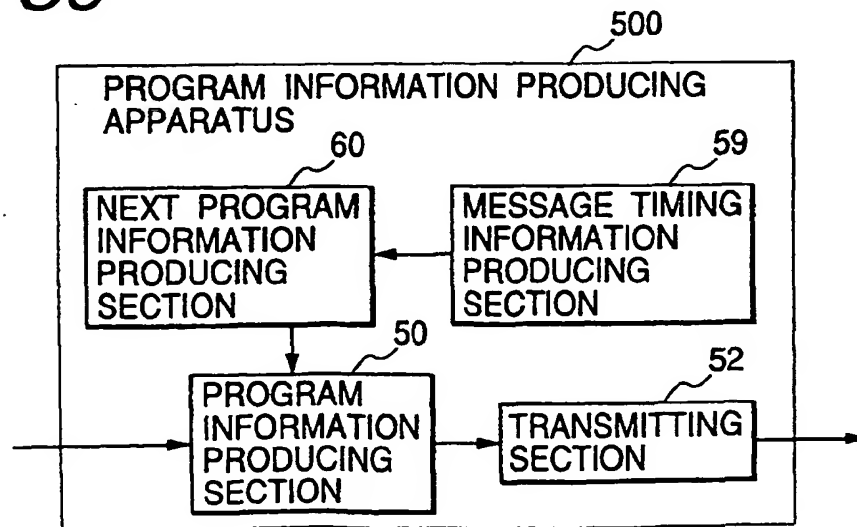 500
PROGRAM INFORMATION PRODUCING
APPARATUS
60
59
NEXT PROGRAM
INFORMATION
PRODUCING
SECTION
MESSAGE TIMING
INFORMATION
PRODUCING
SECTION
50
52
PROGRAM
INFORMATION
PRODUCING
SECTION
TRANSMITTING
SECTION